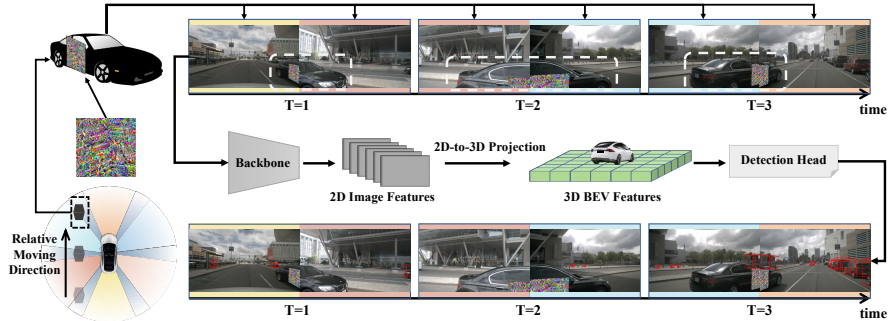 T=1
T=2
T=3
time
Backbone
2D Image Features
2D-to-3D Projection
3D BEV Features
Detection Head
Relative
Moving
Direction
T=1
T=2
T=3
time